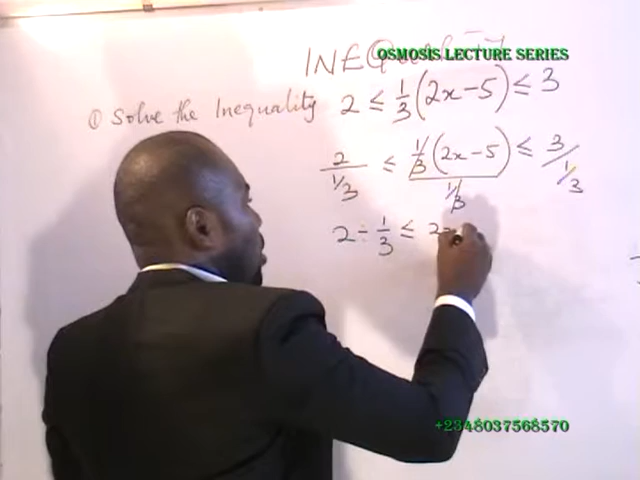 INEQUALITY
OSMOSIS LECTURE SERIES
① Solve the Inequality 2 ≤ 1/3 (2x - 5) ≤ 3
2 / 1/3 ≤ 1/3 (2x - 5) / 1/3 ≤ 3 / 1/3
2 ÷ 1/3 ≤ 2x
+2348037568570